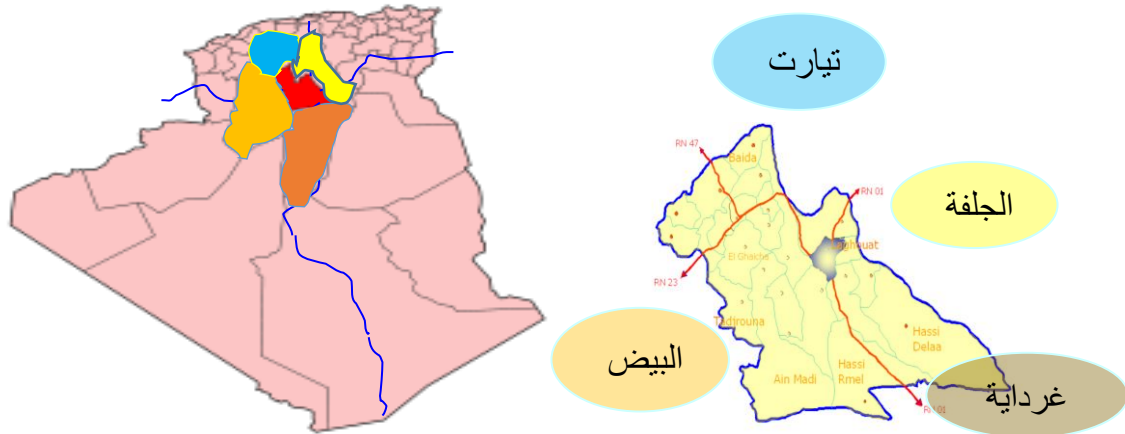 تيارت
RN 47
Baida
RN 01
الجلفة
Laghouat
El Ghaicha
RN 23
Tadjrouna
Hassi
Delaa
البيض
Hassi
Rmel
Ain Madi
غرداية
RN 01